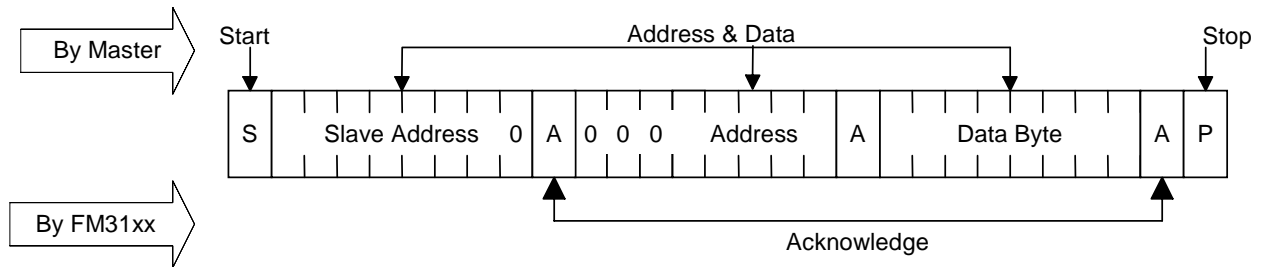 By Master
Start
Address & Data
Stop
S Slave Address 0 A 0 0 0 Address A Data Byte A P
By FM31xx
Acknowledge